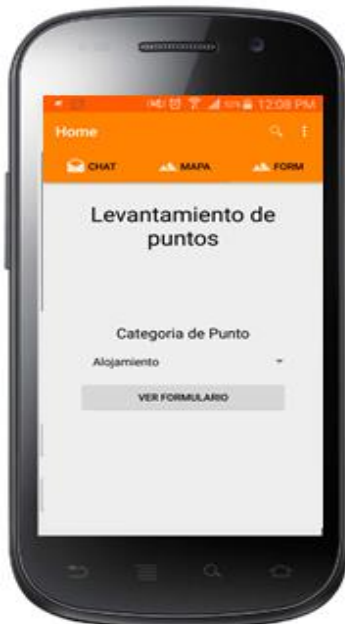 12:08 PM
Home
CHAT MAPA FORM
Levantamiento de
puntos
Categoria de Punto
Alojamiento
VER FORMULARIO